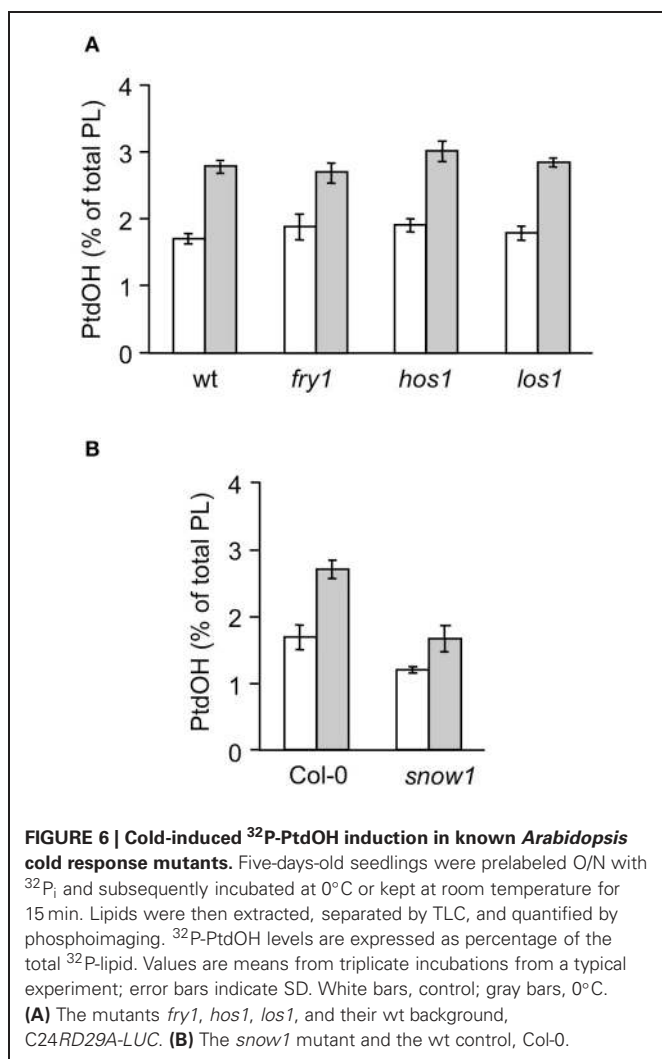 A
PtdOH (% of total PL)
4
3
2
1
0
wt fry1 hos1 los1
B
PtdOH (% of total PL)
4
3
2
1
0
Col-0 snow1
FIGURE 6 | Cold-induced ³²P-PtdOH induction in known Arabidopsis
cold response mutants. Five-days-old seedlings were prelabeled O/N with
³²Pᵢ and subsequently incubated at 0°C or kept at room temperature for
15 min. Lipids were then extracted, separated by TLC, and quantified by
phosphoimaging. ³²P-PtdOH levels are expressed as percentage of the
total ³²P-lipid. Values are means from triplicate incubations from a typical
experiment; error bars indicate SD. White bars, control; gray bars, 0°C.
(A) The mutants fry1, hos1, los1, and their wt background,
C24RD29A-LUC. (B) The snow1 mutant and the wt control, Col-0.